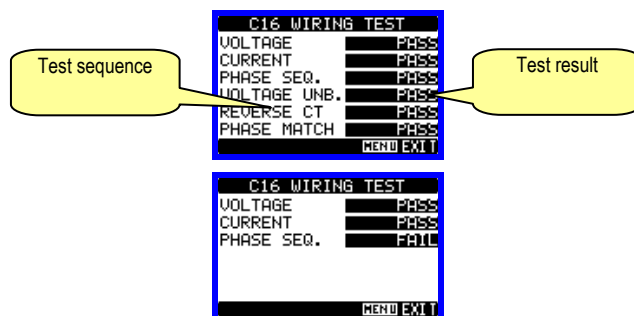 C16 WIRING TEST
VOLTAGE PASS
CURRENT PASS
PHASE SEQ. PASS
VOLTAGE UNB. PASS
REVERSE CT PASS
PHASE MATCH PASS
MENU EXIT
Test sequence
Test result
C16 WIRING TEST
VOLTAGE PASS
CURRENT PASS
PHASE SEQ. FAIL
MENU EXIT